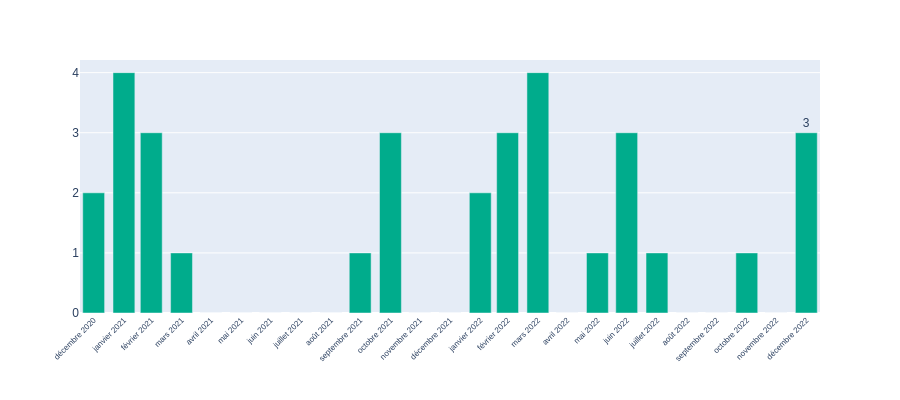 4
3
3
2
1
0
décembre 2020
janvier 2021
février 2021
mars 2021
avril 2021
mai 2021
juin 2021
juillet 2021
août 2021
septembre 2021
octobre 2021
novembre 2021
décembre 2021
janvier 2022
février 2022
mars 2022
avril 2022
mai 2022
juin 2022
juillet 2022
août 2022
septembre 2022
octobre 2022
novembre 2022
décembre 2022